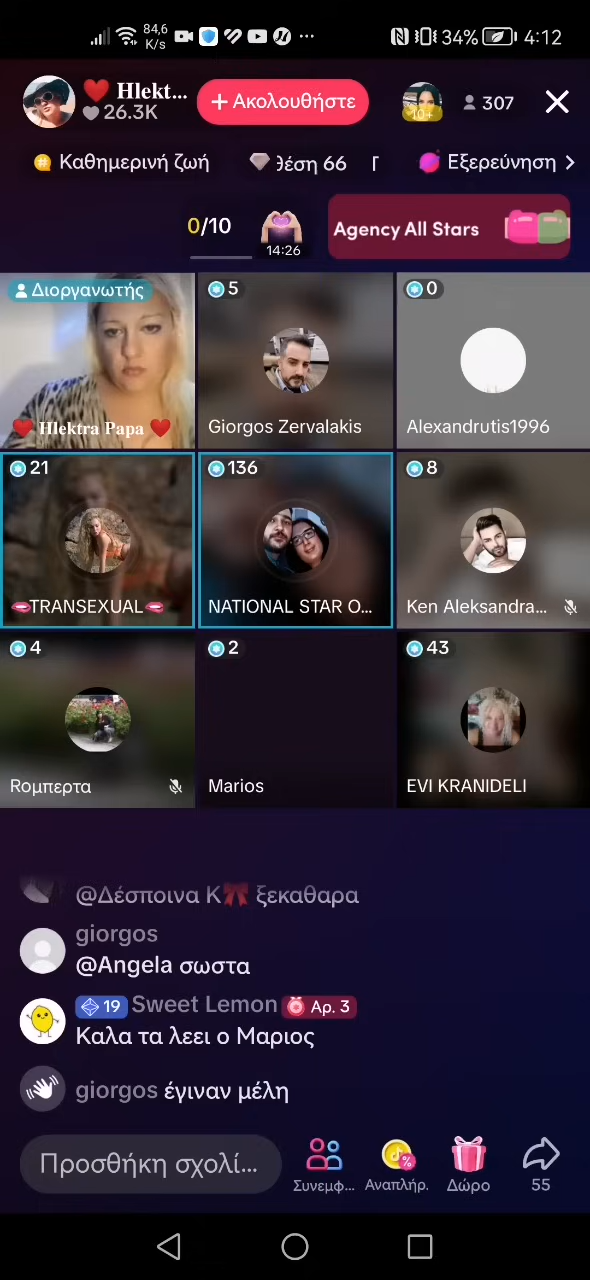 84,6
K/s
34%
4:12
Hlekt...
26.3K
+ Ακολουθήστε
10+
307
Καθημερινή ζωή
θέση 66
Εξερεύνηση
0/10
14:26
Agency All Stars
Διοργανωτής
Hlektra Papa
5
Giorgos Zervalakis
0
Alexandrutis1996
21
TRANSEXUAL
136
NATIONAL STAR O...
8
Ken Aleksandra...
4
Roμπερτα
2
Marios
43
EVI KRANIDELI
@Δέσποινα Κ🎀 ξεκαθαρα
giorgos
@Angela σωστα
19 Sweet Lemon Αρ. 3
Καλα τα λεει ο Μαριος
giorgos έγιναν μέλη
Προσθήκη σχολί...
Συνεμφ...
Αναπλήρ.
Δώρο
55